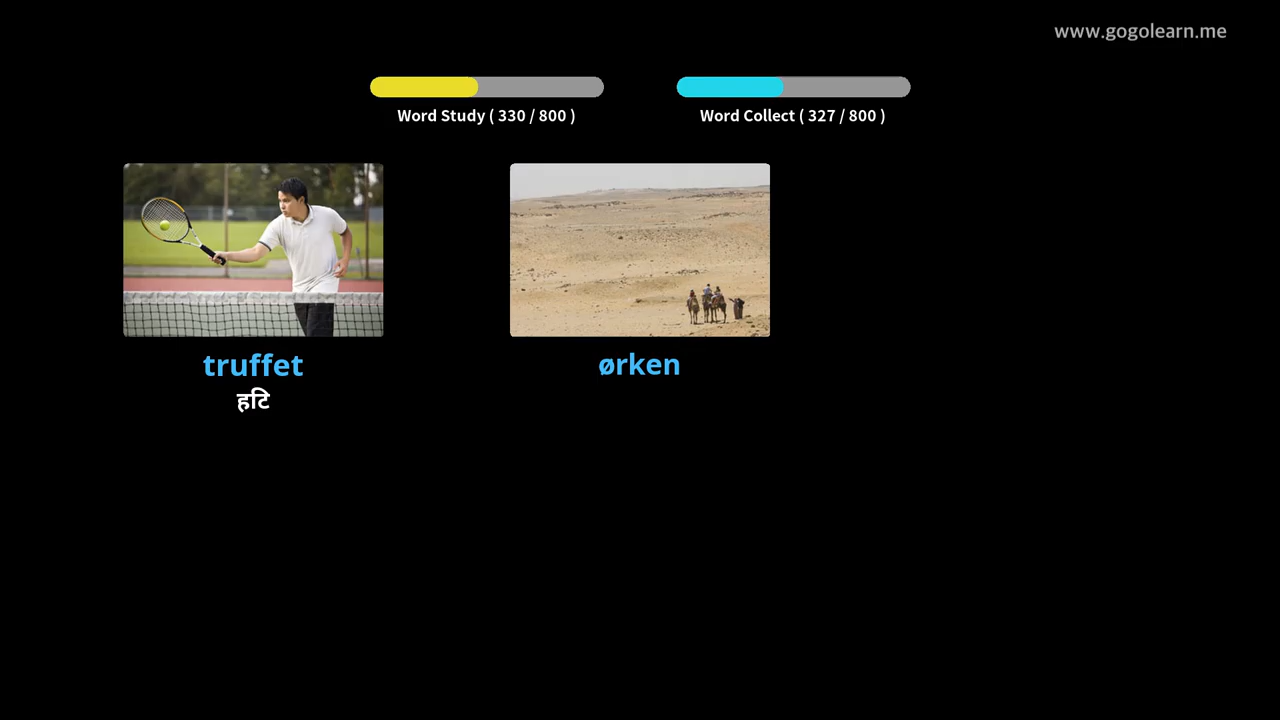 www.gogolearn.me
Word Study ( 330 / 800 )
Word Collect ( 327 / 800 )
truffet
ørken
हटि